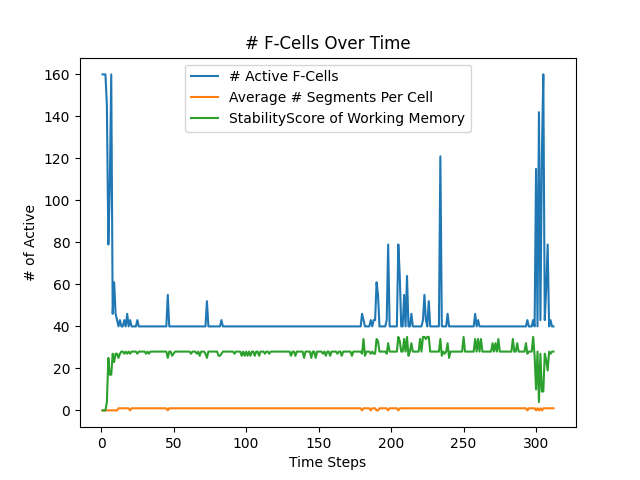 # F-Cells Over Time
# Active F-Cells
Average # Segments Per Cell
StabilityScore of Working Memory
# of Active
160
140
120
100
80
60
40
20
0
0 50 100 150 200 250 300
Time Steps